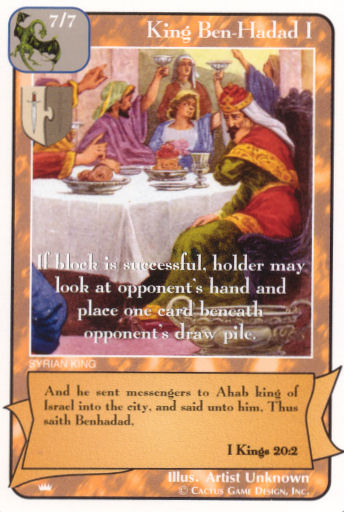 7/7
King Ben-Hadad I
If block is successful, holder may
look at opponent's hand and
place one card beneath
opponent's draw pile.
SYRIAN KING
And he sent messengers to Ahab king of
Israel into the city, and said unto him, Thus
saith Benhadad.
I Kings 20:2
Illus. Artist Unknown
© Cactus Game Design, Inc.